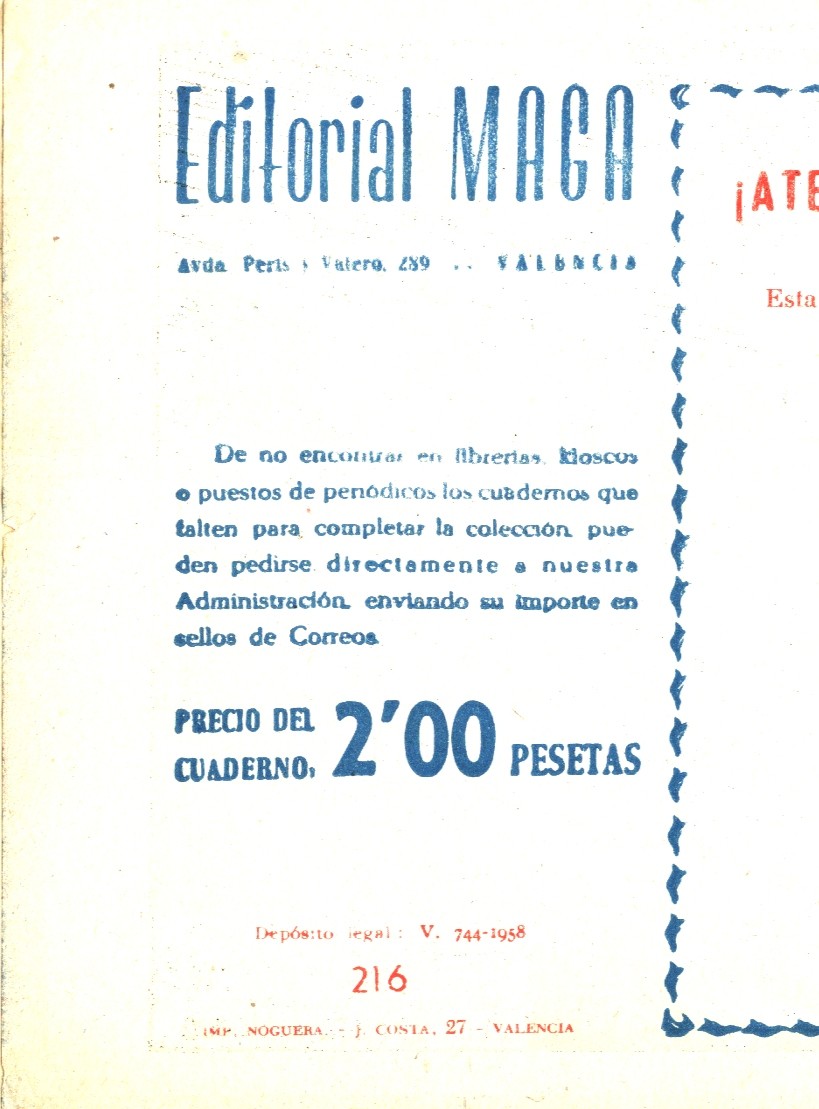 Editorial MAGA
Avda. Peris y Valero, 289 - - VALENCIA
De no encontrar en librerías, kioscos
o puestos de periódicos los cuadernos que
falten para completar la colección, pue-
den pedirse directamente a nuestra
Administración, enviando su importe en
sellos de Correos.
PRECIO DEL
CUADERNO, 2'00 PESETAS
Depósito legal: V. 744-1958
216
IMP. NOGUERA. - J. COSTA, 27 - VALENCIA
¡ATE
Esta